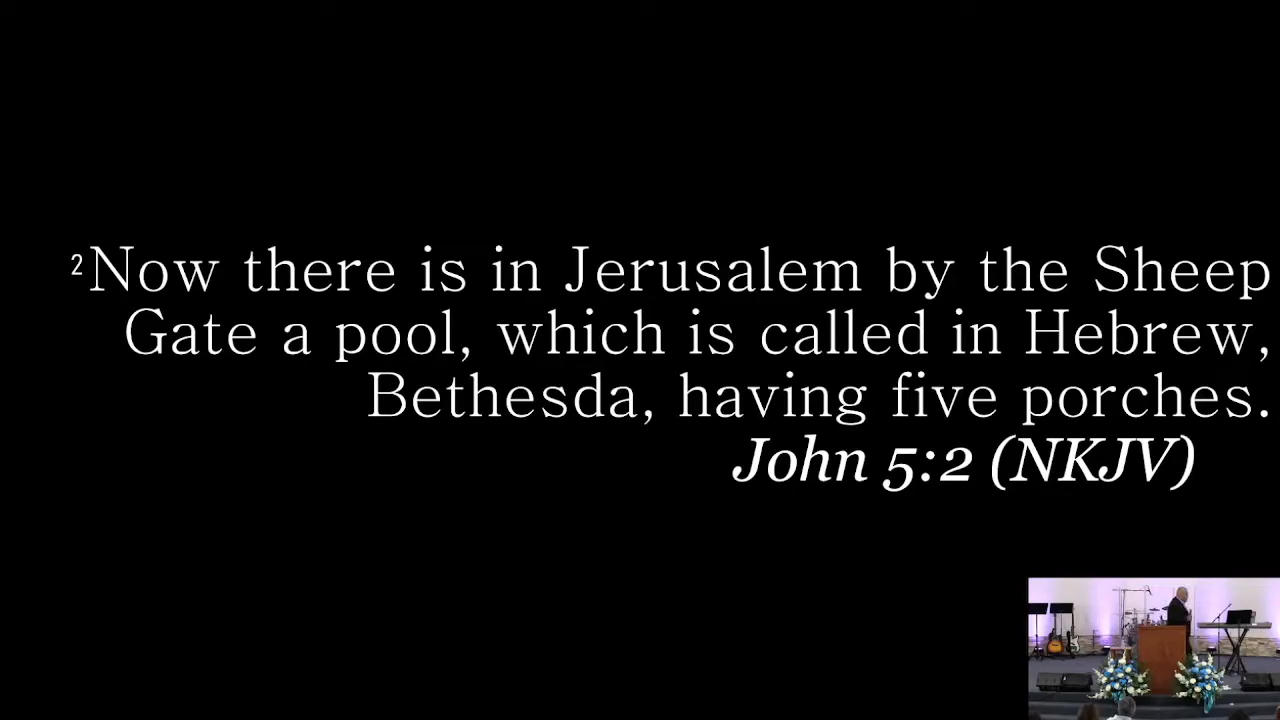 ²Now there is in Jerusalem by the Sheep
Gate a pool, which is called in Hebrew,
Bethesda, having five porches.
John 5:2 (NKJV)